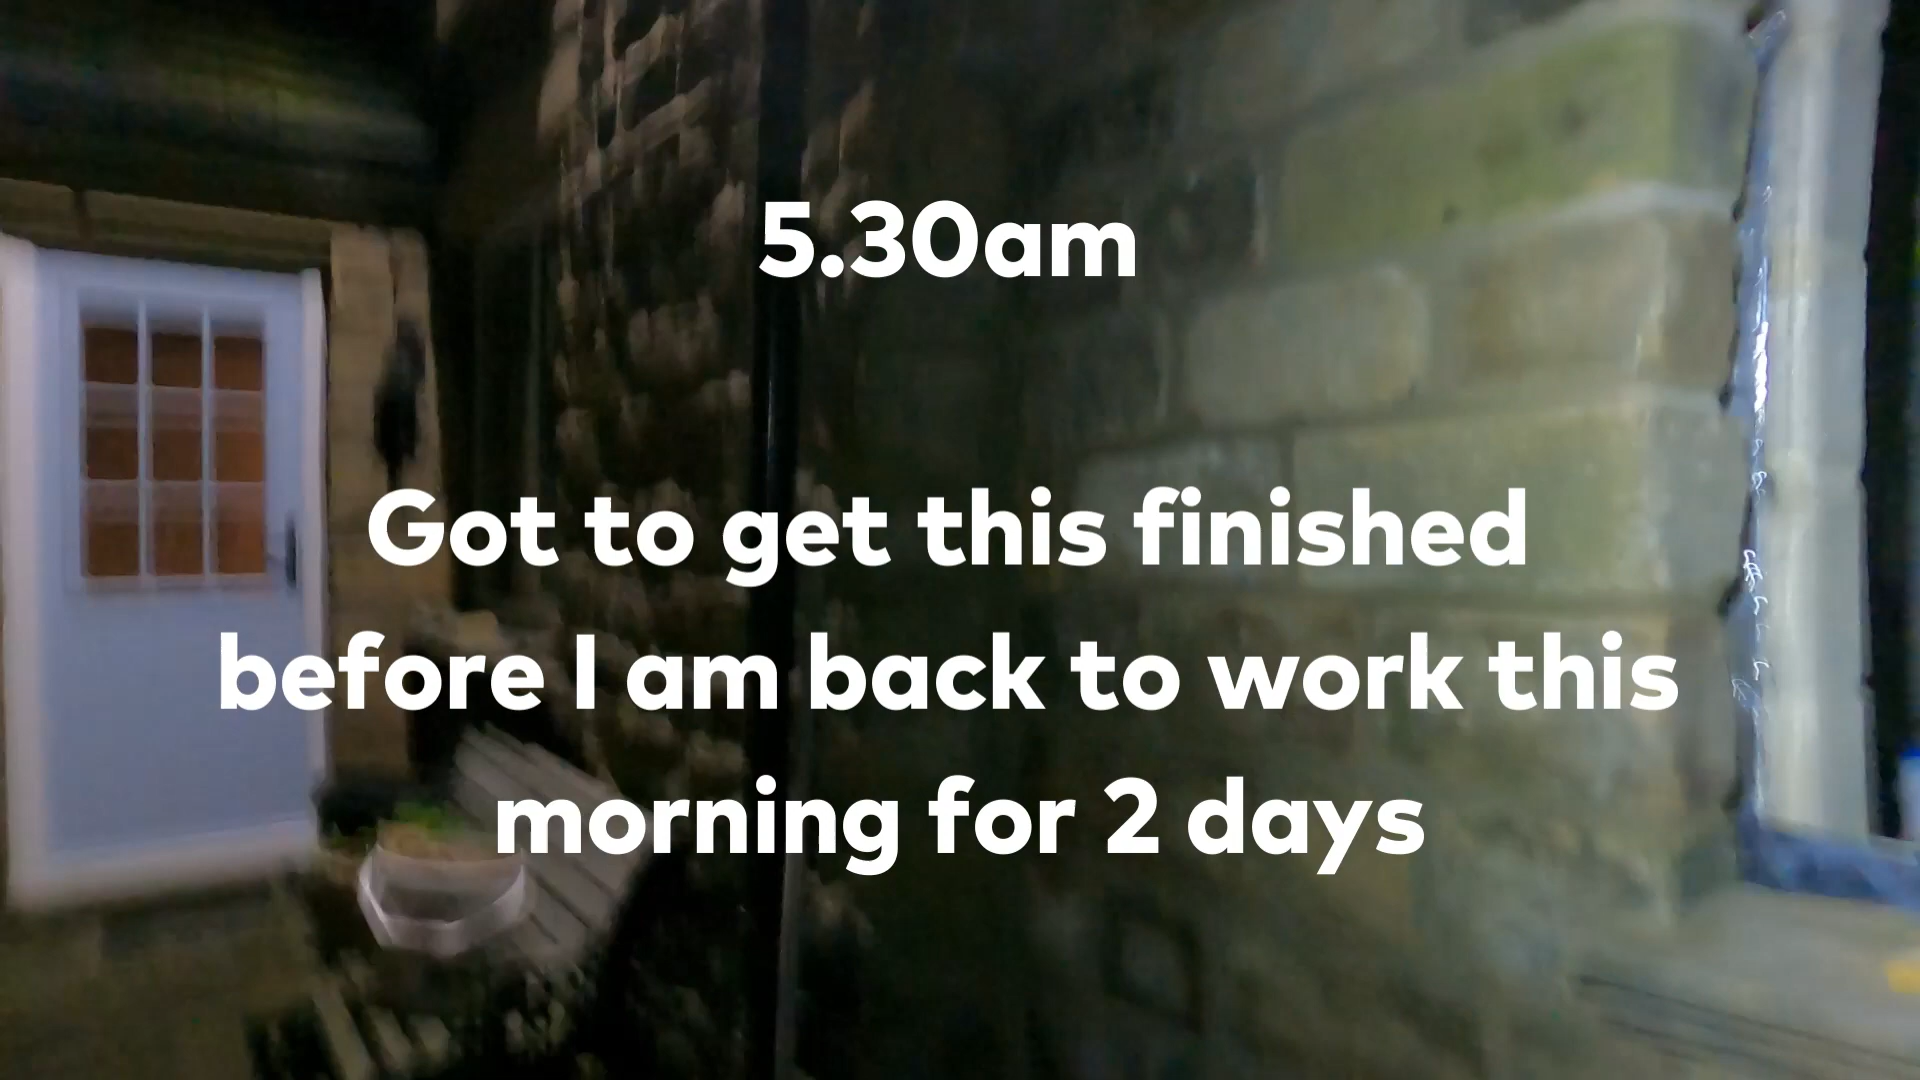 5.30am
Got to get this finished
before I am back to work this
morning for 2 days